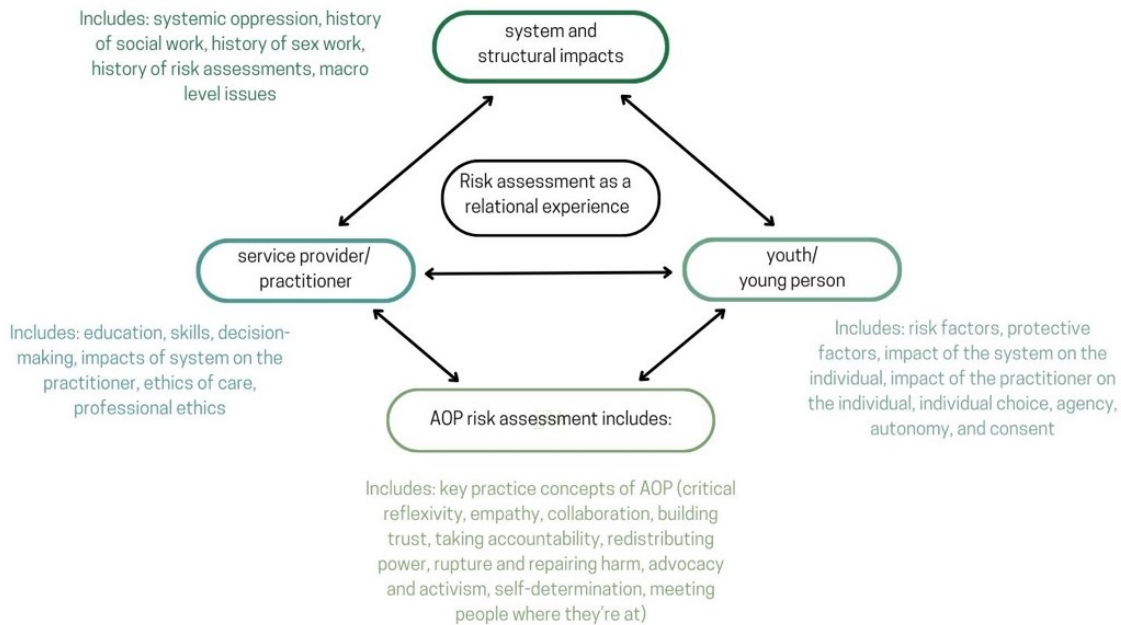 Includes: systemic oppression, history
of social work, history of sex work,
history of risk assessments, macro
level issues
system and
structural impacts
Risk assessment as a
relational experience
service provider/
practitioner
youth/
young person
Includes: education, skills, decision-
making, impacts of system on the
practitioner, ethics of care,
professional ethics
Includes: risk factors, protective
factors, impact of the system on the
individual, impact of the practitioner on
the individual, individual choice, agency,
autonomy, and consent
AOP risk assessment includes:
Includes: key practice concepts of AOP (critical
reflexivity, empathy, collaboration, building
trust, taking accountability, redistributing
power, rupture and repairing harm, advocacy
and activism, self-determination, meeting
people where they're at)